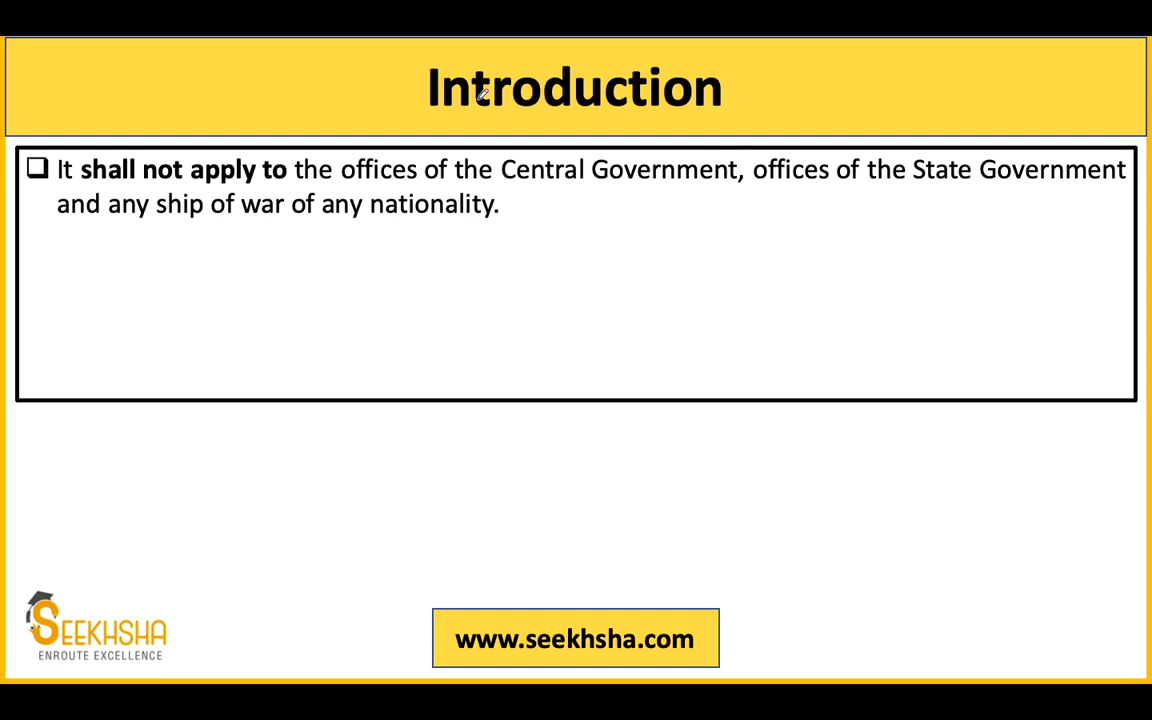 Introduction
❑ It shall not apply to the offices of the Central Government, offices of the State Government
and any ship of war of any nationality.
SEEKHSHA
ENROUTE EXCELLENCE
www.seekhsha.com